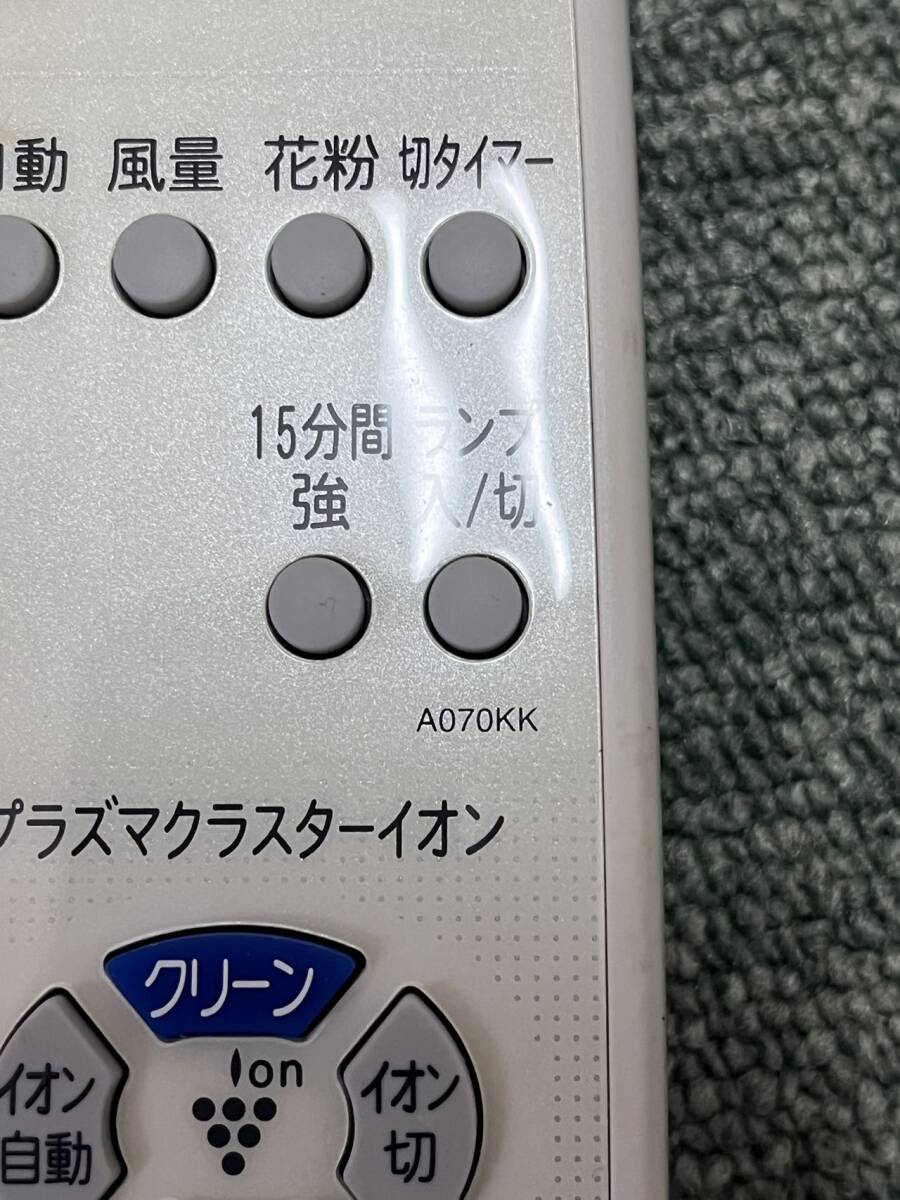 自動 風量 花粉 切タイマー
15分間 ランプ
強 入/切
A070KK
プラズマクラスターイオン
クリーン
Ion
イオン
自動
イオン
切